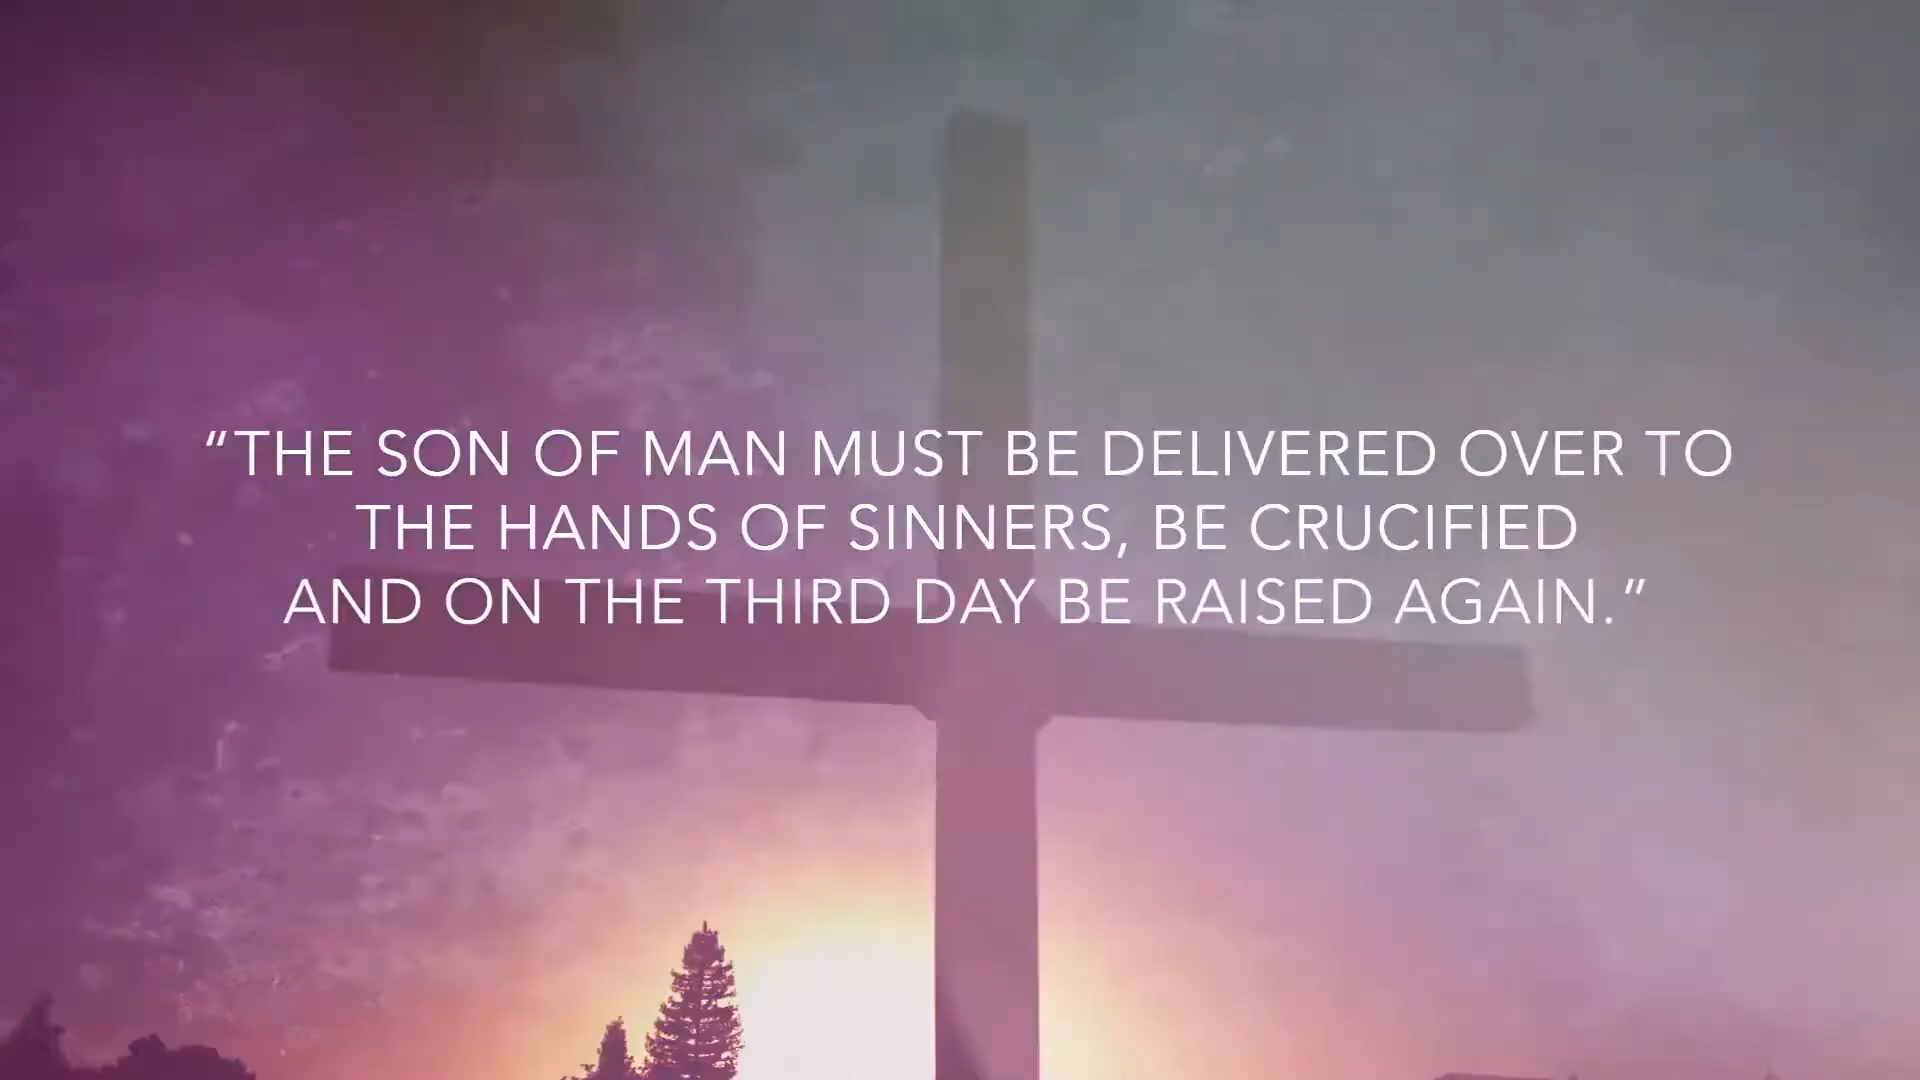 “THE SON OF MAN MUST BE DELIVERED OVER TO
THE HANDS OF SINNERS, BE CRUCIFIED
AND ON THE THIRD DAY BE RAISED AGAIN.”